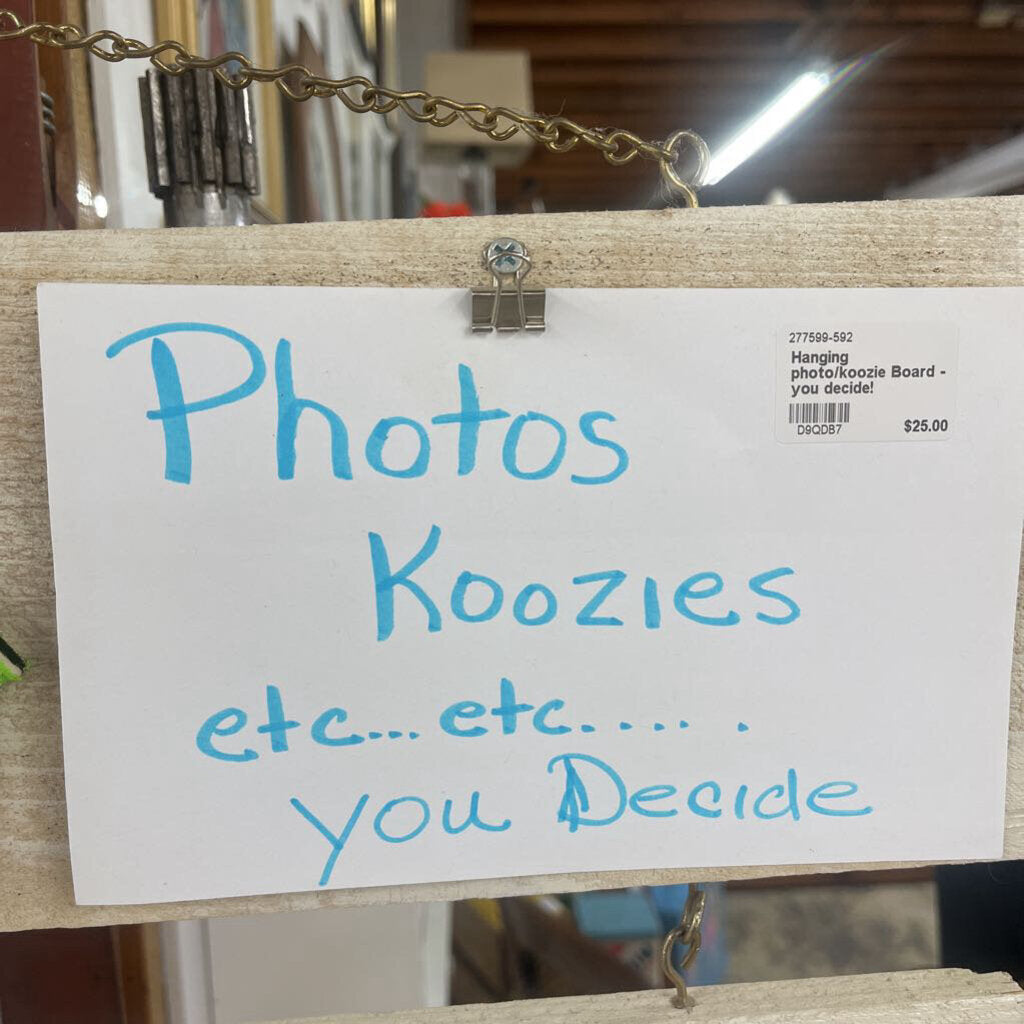 Photos
Koozies
etc... etc..... .
you Decide
277599-592
Hanging
photo/koozie Board -
you decide!
D9QDB7
$25.00